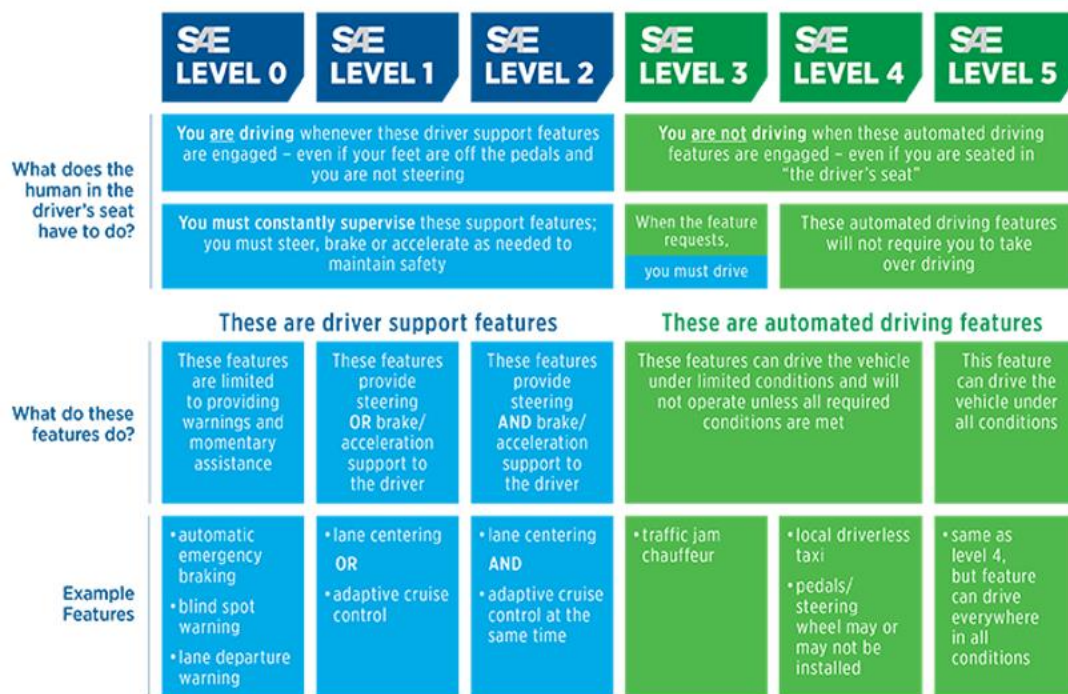 SAE
LEVEL 0
SAE
LEVEL 1
SAE
LEVEL 2
SAE
LEVEL 3
SAE
LEVEL 4
SAE
LEVEL 5
What does the
human in the
driver's seat
have to do?
You are driving whenever these driver support features
are engaged – even if your feet are off the pedals and
you are not steering
You are not driving when these automated driving
features are engaged – even if you are seated in
"the driver's seat"
You must constantly supervise these support features;
you must steer, brake or accelerate as needed to
maintain safety
When the feature
requests,
you must drive
These automated driving features
will not require you to take
over driving
These are driver support features
These are automated driving features
What do these
features do?
These features
are limited
to providing
warnings and
momentary
assistance
These features
provide
steering
OR brake/
acceleration
support to
the driver
These features
provide
steering
AND brake/
acceleration
support to
the driver
These features can drive the vehicle
under limited conditions and will
not operate unless all required
conditions are met
This feature
can drive the
vehicle under
all conditions
Example
Features
•automatic
emergency
braking
•blind spot
warning
•lane departure
warning
•lane centering
OR
•adaptive cruise
control
•lane centering
AND
•adaptive cruise
control at the
same time
•traffic jam
chauffeur
•local driverless
taxi
•pedals/
steering
wheel may or
may not be
installed
•same as
level 4,
but feature
can drive
everywhere
in all
conditions